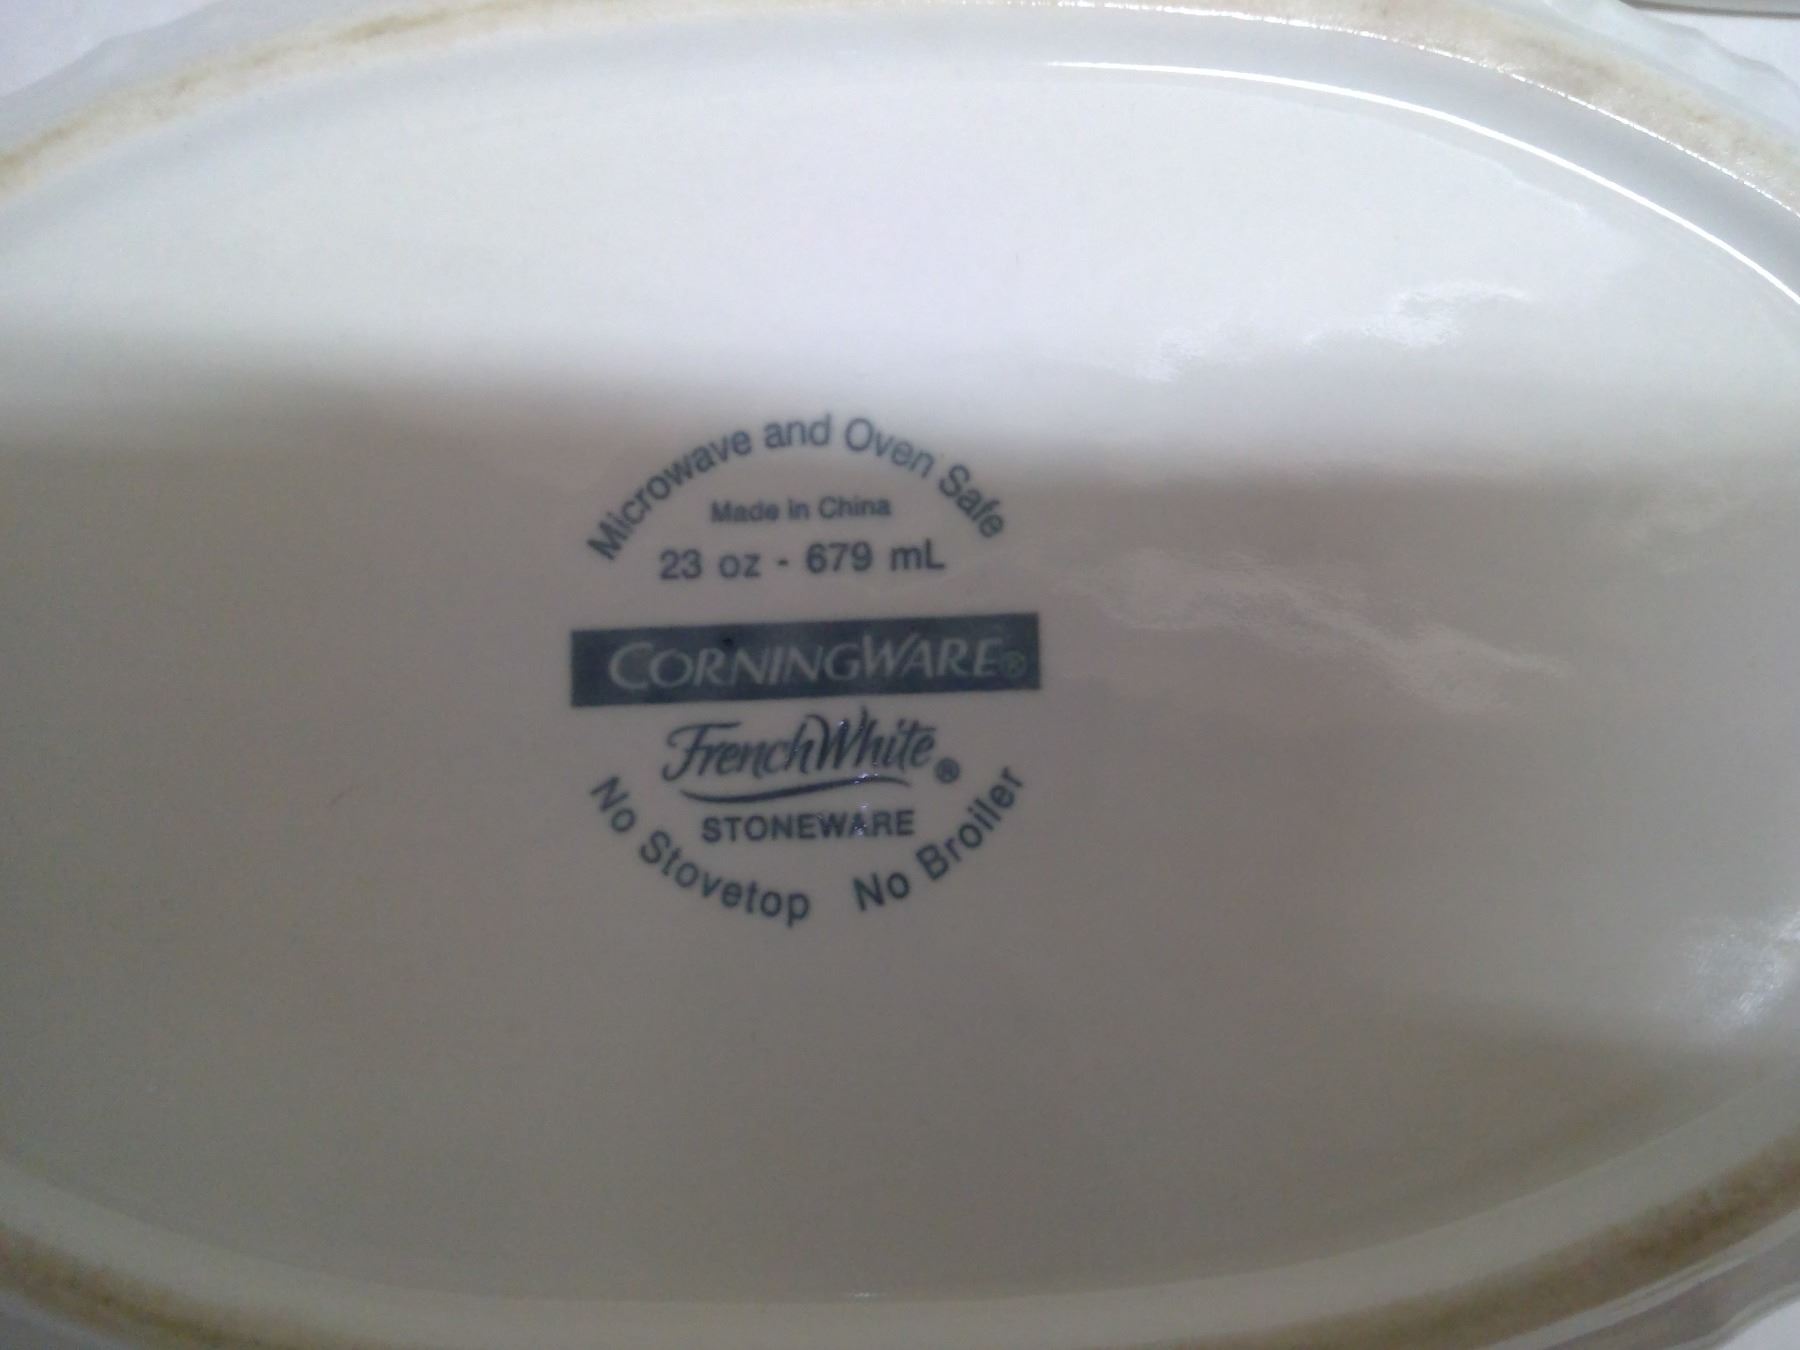 Microwave and Oven Safe
Made in China
23 oz - 679 mL
CORNINGWARE®
FrenchWhite®
STONEWARE
No Stovetop No Broiler